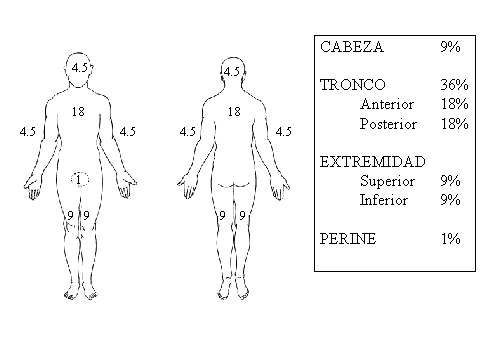 4.5
18
4.5 4.5
1
9 9
4.5
18
4.5 4.5
9 9
CABEZA 9%
TRONCO 36%
Anterior 18%
Posterior 18%
EXTREMIDAD
Superior 9%
Inferior 9%
PERINE 1%